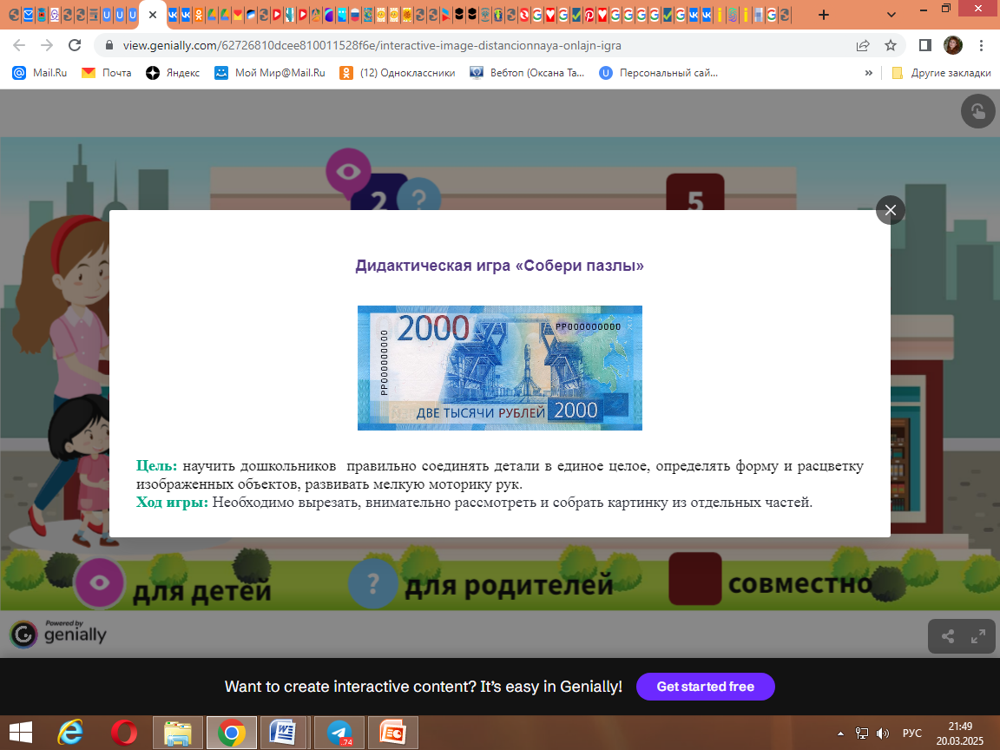 view.genially.com/62726810dcee810011528f6e/interactive-image-distancionnaya-onlajn-igra
Mail.Ru Почта Яндекс Мой Мир@Mail.Ru (12) Одноклассники Вебтоп (Оксана Та... Персональный сай... » Другие закладки
2 ? 5
Дидактическая игра «Собери пазлы»
2000 РР000000000
РР000000000
ДВЕ ТЫСЯЧИ РУБЛЕЙ 2000
Цель: научить дошкольников правильно соединять детали в единое целое, определять форму и расцветку
изображенных объектов, развивать мелкую моторику рук.
Ход игры: Необходимо вырезать, внимательно рассмотреть и собрать картинку из отдельных частей.
для детей ? для родителей совместно
Powered by
genially
Want to create interactive content? It’s easy in Genially! Get started free
74
РУС
21:49
20.03.2025